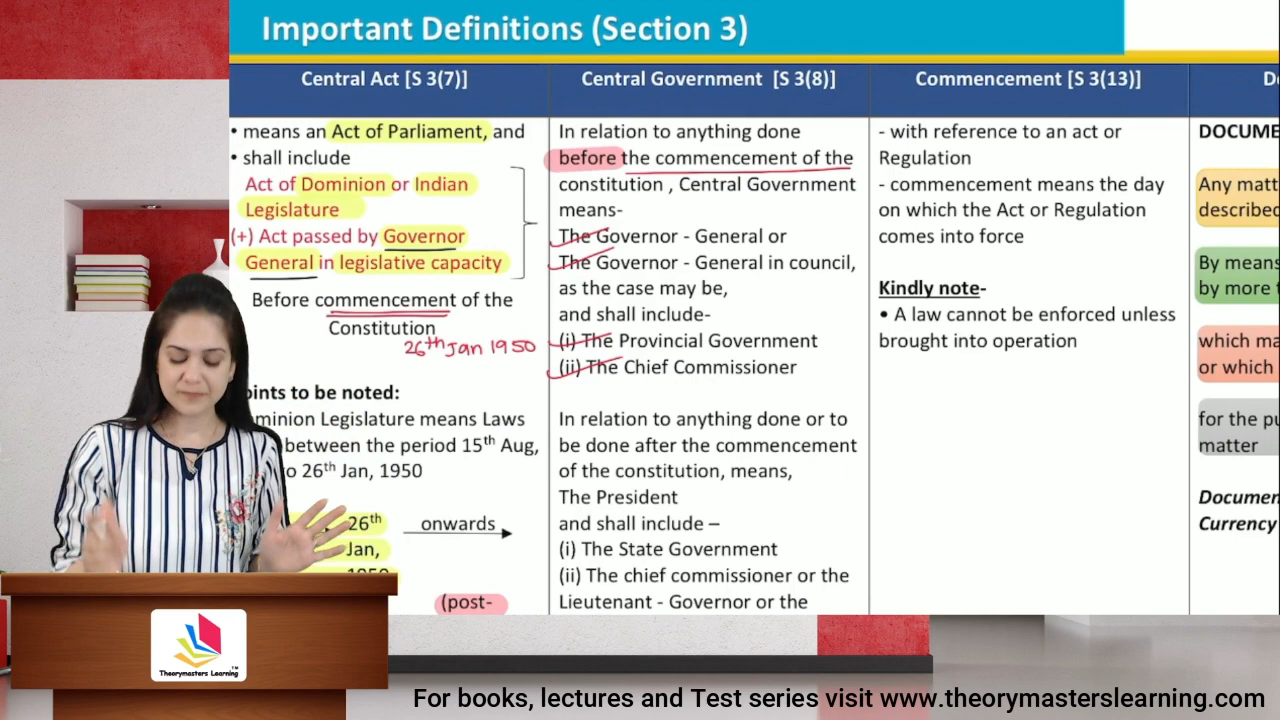 Important Definitions (Section 3)
Central Act [S 3(7)]
• means an Act of Parliament, and
• shall include
Act of Dominion or Indian
Legislature
(+) Act passed by Governor
General in legislative capacity
Before commencement of the
Constitution
26th Jan 1950
to be noted:
Legislature means Laws
between the period 15th Aug,
26th Jan, 1950
26th
Jan,
onwards
(post-
Central Government [S 3(8)]
In relation to anything done
before the commencement of the
constitution , Central Government
means-
The Governor - General or
The Governor - General in council,
as the case may be,
and shall include-
(i) The Provincial Government
(ii) The Chief Commissioner
In relation to anything done or to
be done after the commencement
of the constitution, means,
The President
and shall include –
(i) The State Government
(ii) The chief commissioner or the
Lieutenant - Governor or the
Commencement [S 3(13)]
- with reference to an act or
Regulation
- commencement means the day
on which the Act or Regulation
comes into force
Kindly note-
• A law cannot be enforced unless
brought into operation
Any
described
By means
by more
which
or which
for the
matter
Currency
Theorymasters Learning™
For books, lectures and Test series visit www.theorymasterslearning.com